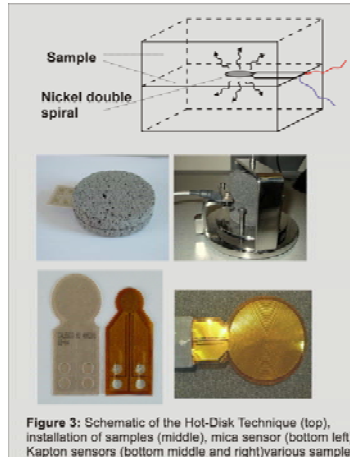 Sample
Nickel double
spiral
Figure 3: Schematic of the Hot-Disk Technique (top),
installation of samples (middle), mica sensor (bottom left
Kapton sensors (bottom middle and right)various sample